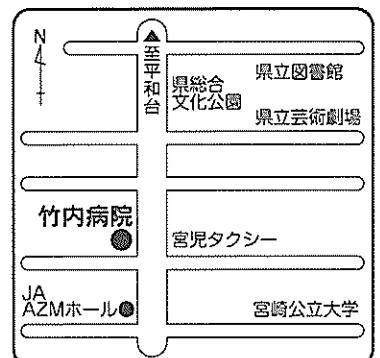 N
至平和台
県総合
文化公園
県立図書館
県立芸術劇場
竹内病院
宮児タクシー
JA
AZMホール
宮崎公立大学